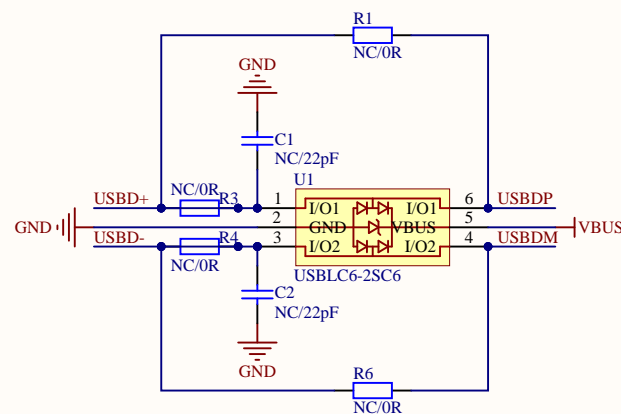 R1
NC/0R
GND
C1
NC/22pF
U1
NC/0R
USBD+
R3
1
I/O1
I/O1
6
USBDP
GND
2
GND
VBUS
5
VBUS
USBD-
R4
3
I/O2
I/O2
4
USBDM
NC/0R
USBLC6-2SC6
C2
NC/22pF
GND
R6
NC/0R